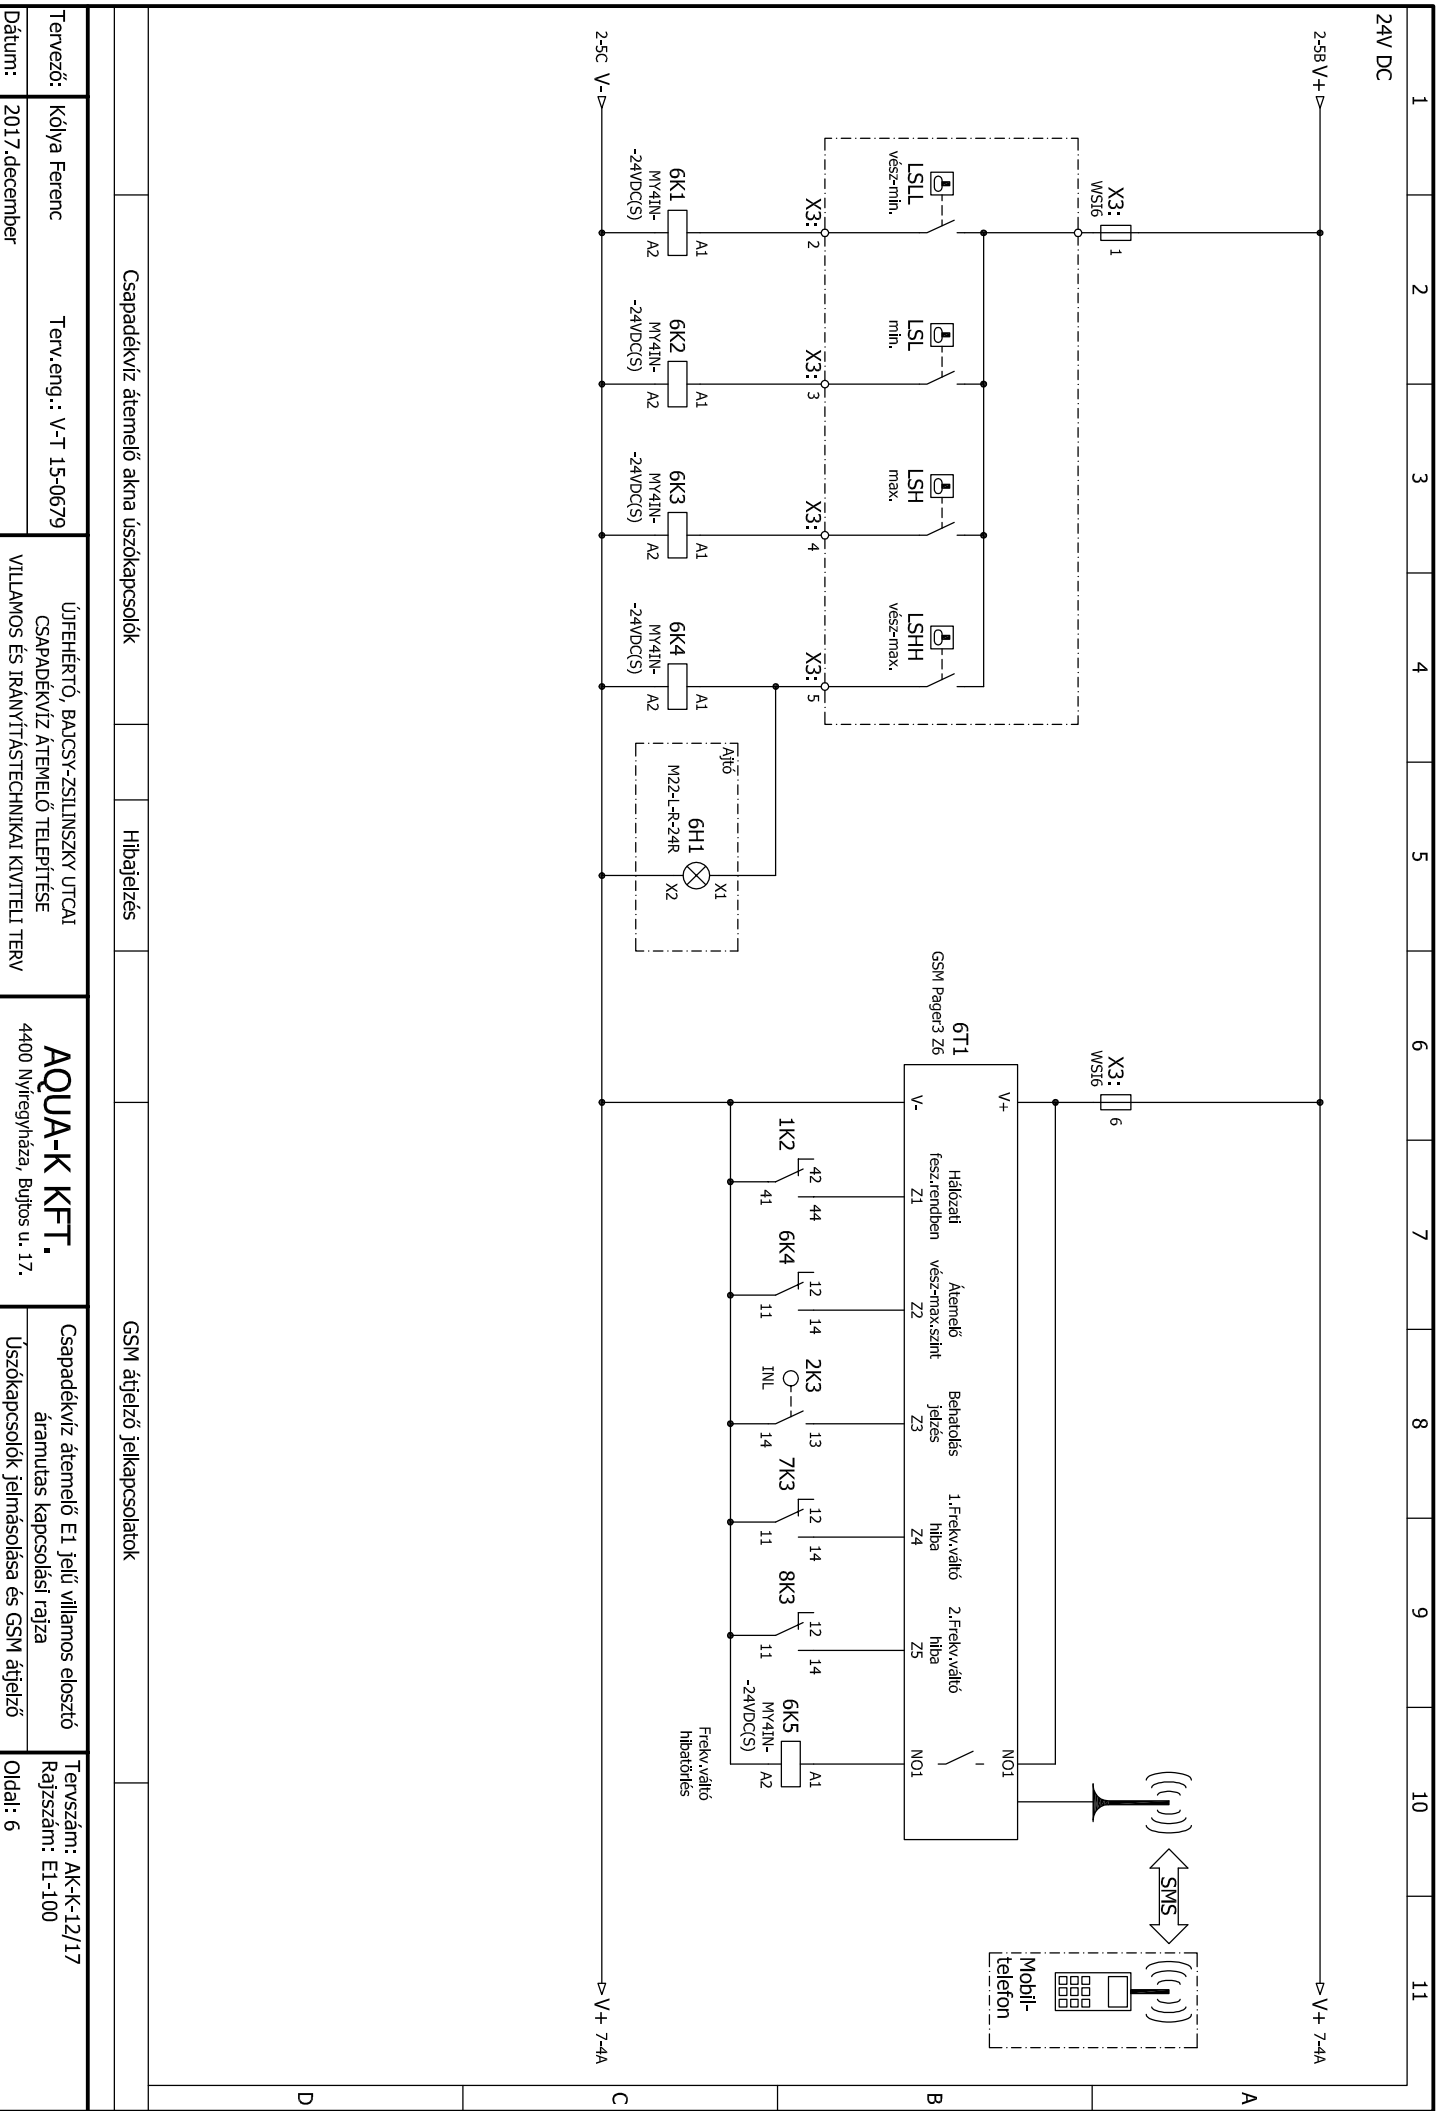 1 2 3 4 5 6 7 8 9 10 11
24V DC
2-5B V+
V+ 7-4A
A
X3:
WSI6
1
X3:
WSI6
6
SMS
Mobil-
telefon
LSLL
vész-min.
LSL
min.
LSH
max.
LSHH
vész-max.
X3: 2
X3: 3
X3: 4
X3: 5
6T1
GSM Pager3 Z6
V+
NO1
V-
Hálózati
fesz.rendben
Z1
Átemelő
vész-max.szint
Z2
Behatolás
jelzés
Z3
1.Frekv.váltó
hiba
Z4
2.Frekv.váltó
hiba
Z5
NO1
B
1K2
42
44
41
6K4
12
14
11
2K3
INL
13
14
7K3
12
14
11
8K3
12
14
11
6K5
MY4IN-
-24VDC(S)
A1
A2
Frekv.váltó
hibatörlés
6K1
MY4IN-
-24VDC(S)
A1
A2
6K2
MY4IN-
-24VDC(S)
A1
A2
6K3
MY4IN-
-24VDC(S)
A1
A2
6K4
MY4IN-
-24VDC(S)
A1
A2
Ajtó
6H1
M22-L-R-24R
X1
X2
2-5C V-
V+ 7-4A
C
D
Csapadékvíz átemelő akna úszókapcsolók
Hibajelzés
GSM átjelző jelkapcsolatok
Tervező: Kólya Ferenc Terv.eng.: V-T 15-0679
Dátum: 2017.december
ÚJFEHÉRTÓ, BAJCSY-ZSILINSZKY UTCAI
CSAPADÉKVÍZ ÁTEMELŐ TELEPÍTÉSE
VILLAMOS ÉS IRÁNYÍTÁSTECHNIKAI KIVITELI TERV
AQUA-K KFT.
4400 Nyíregyháza, Bujtos u. 17.
Csapadékvíz átemelő E1 jelű villamos elosztó
áramutas kapcsolási rajza
Úszókapcsolók jelmásolása és GSM átjelző
Tervszám: AK-K-12/17
Rajzszám: E1-100
Oldal: 6